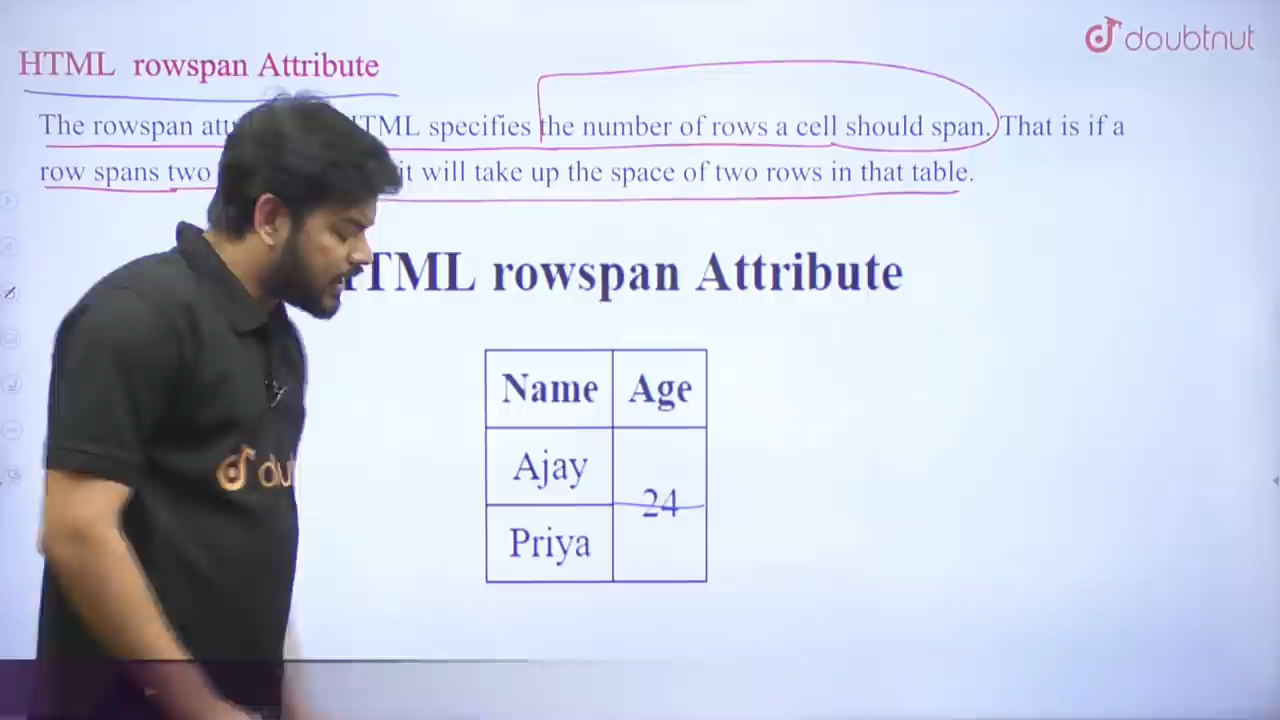 doubtnut
HTML rowspan Attribute
The rowspan HTML specifies the number of rows a cell should span. That is if a
row spans two it will take up the space of two rows in that table.
HTML rowspan Attribute
Name Age
Ajay
24
Priya